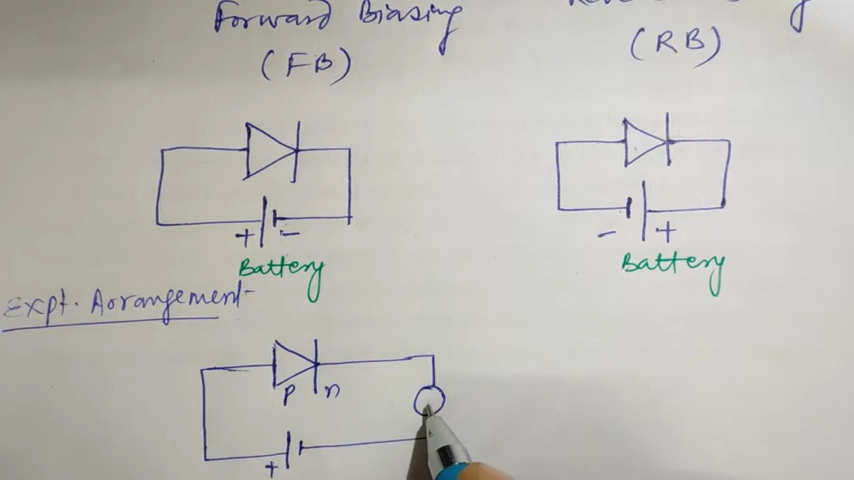 Forward Biasing
(FB)
(RB)
+ -
- +
Battery
Battery
Expt. Arrangement-
p n
+